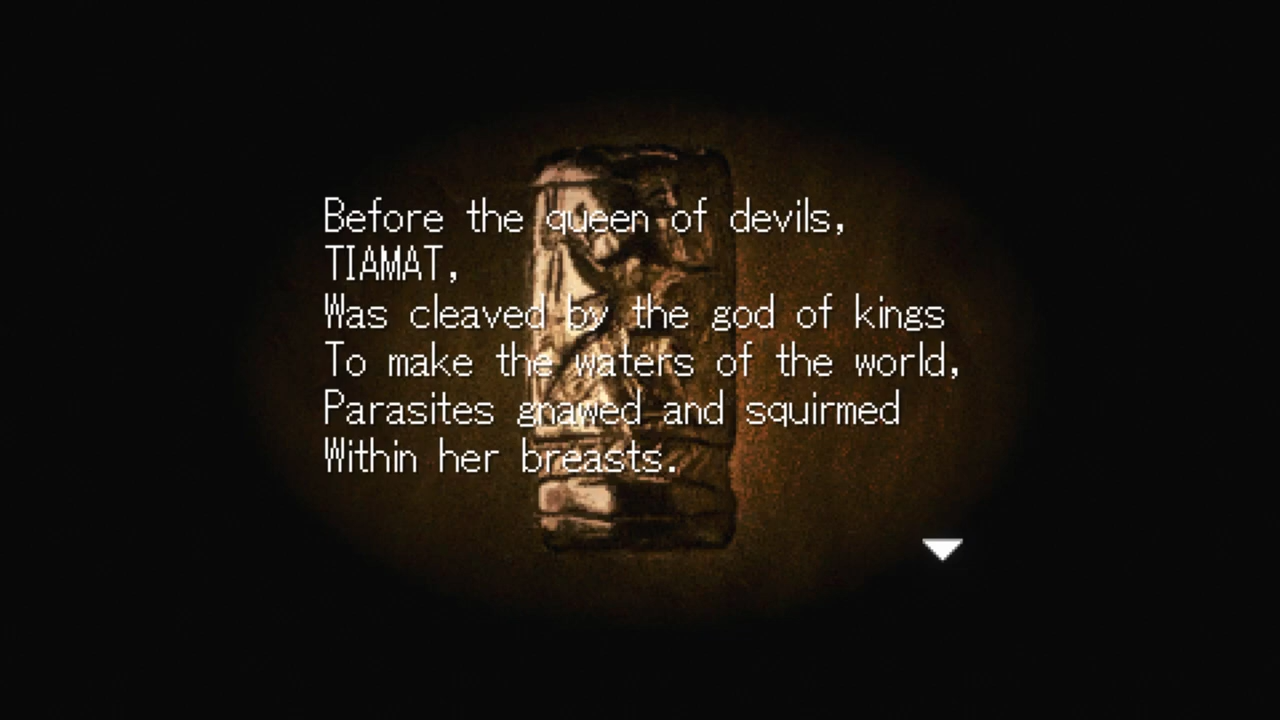 Before the queen of devils,
TIAMAT,
Was cleaved by the god of kings
To make the waters of the world,
Parasites gnawed and squirmed
Within her breasts.